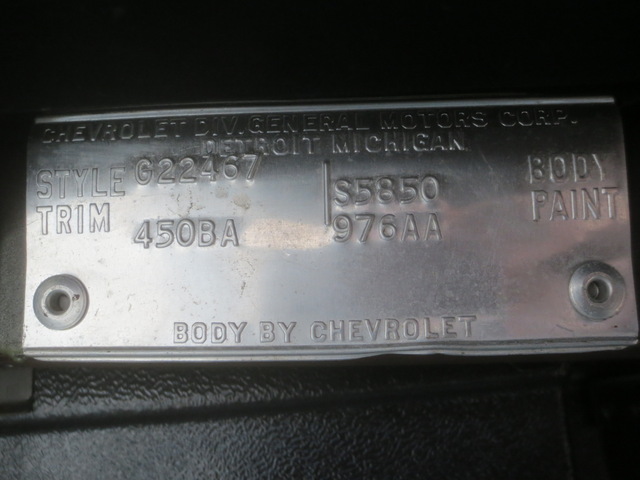 CHEVROLET DIV. GENERAL MOTORS CORP.
DETROIT MICHIGAN
STYLE G22467 S5850 BODY
TRIM 450BA 976AA PAINT
BODY BY CHEVROLET